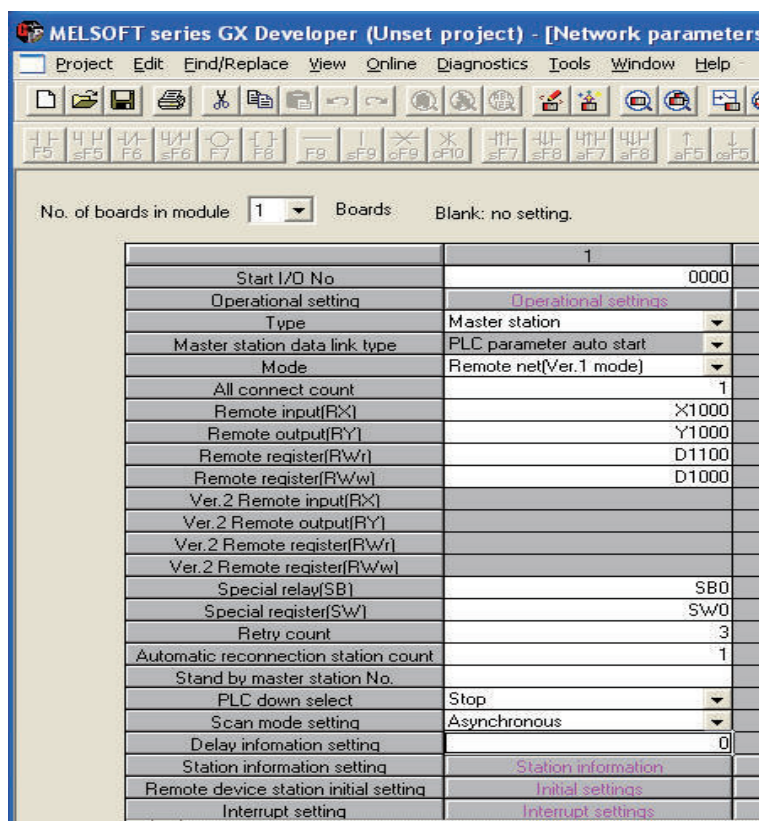 MELSOFT series GX Developer (Unset project) - [Network parameters
Project Edit Find/Replace View Online Diagnostics Tools Window Help
F5 sF5 F6 sF6 F7 F8 F9 sF9 cF9 cF10 sF7 sF8 aF7 aF8 aF5 caF5
No. of boards in module 1 Boards Blank: no setting.
1
Start I/O No 0000
Operational setting Operational settings
Type Master station
Master station data link type PLC parameter auto start
Mode Remote net(Ver.1 mode)
All connect count 1
Remote input(RX) X1000
Remote output(RY) Y1000
Remote register(RWr) D1100
Remote register(RWw) D1000
Ver.2 Remote input(RX)
Ver.2 Remote output(RY)
Ver.2 Remote register(RWr)
Ver.2 Remote register(RWw)
Special relay(SB) SB0
Special register(SW) SW0
Retry count 3
Automatic reconnection station count 1
Stand by master station No.
PLC down select Stop
Scan mode setting Asynchronous
Delay infomation setting 0
Station information setting Station information
Remote device station initial setting Initial settings
Interrupt setting Interrupt settings